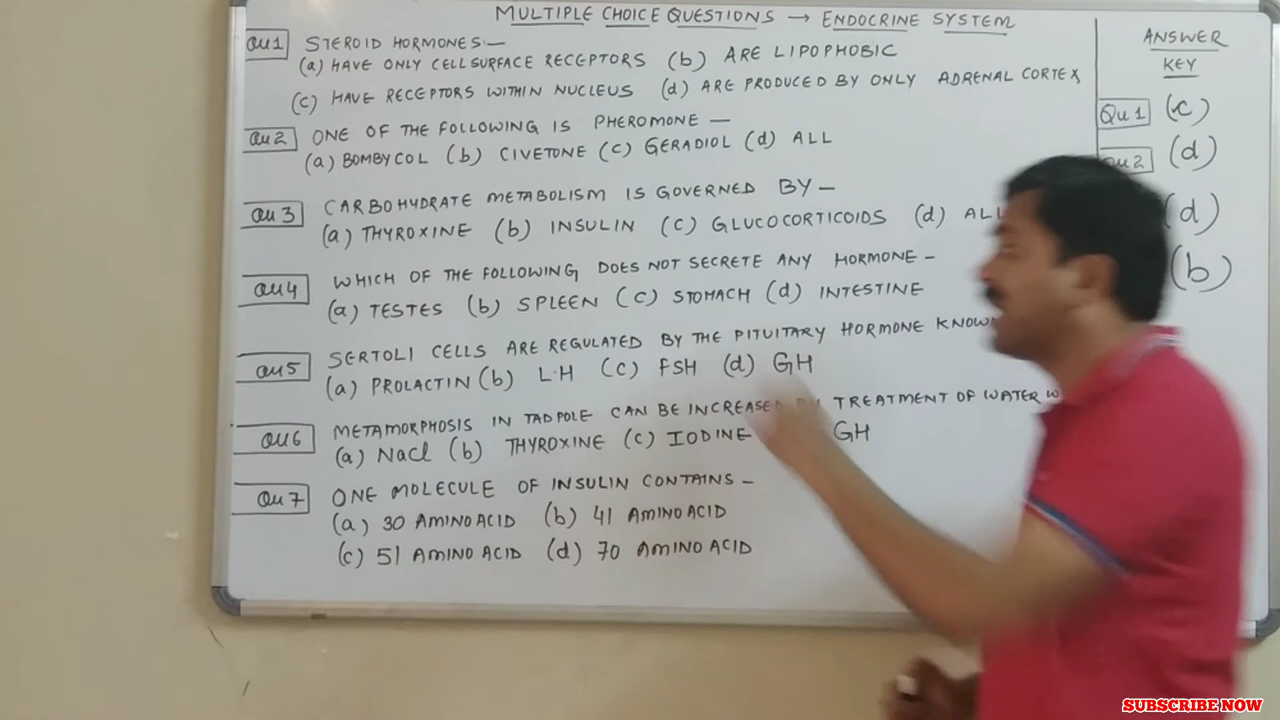 MULTIPLE CHOICE QUESTIONS → ENDOCRINE SYSTEM
Qu1 STEROID HORMONES:—
(a) HAVE ONLY CELL SURFACE RECEPTORS (b) ARE LIPOPHOBIC
(C) HAVE RECEPTORS WITHIN NUCLEUS (d) ARE PRODUCED BY ONLY ADRENAL CORTEX
Qu2 ONE OF THE FOLLOWING IS PHEROMONE —
(a) BOMBYCOL (b) CIVETONE (C) GERADIOL (d) ALL
Qu3 CARBOHYDRATE METABOLISM IS GOVERNED BY —
(a) THYROXINE (b) INSULIN (C) GLUCOCORTICOIDS (d) ALL
Qu4 WHICH OF THE FOLLOWING DOES NOT SECRETE ANY HORMONE —
(a) TESTES (b) SPLEEN (C) STOMACH (d) INTESTINE
Qu5 SERTOLI CELLS ARE REGULATED BY THE PITUITARY HORMONE
(a) PROLACTIN (b) L.H (C) FSH (d) GH
Qu6 METAMORPHOSIS IN TADPOLE CAN BE INCREASED TREATMENT OF WATER
(a) NaCl (b) THYROXINE (C) IODINE GH
Qu7 ONE MOLECULE OF INSULIN CONTAINS —
(a) 30 AMINO ACID (b) 41 AMINO ACID
(C) 51 AMINO ACID (d) 70 AMINO ACID
ANSWER
KEY
Qu1 (C)
Qu2 (d)
(d)
(b)
SUBSCRIBE NOW